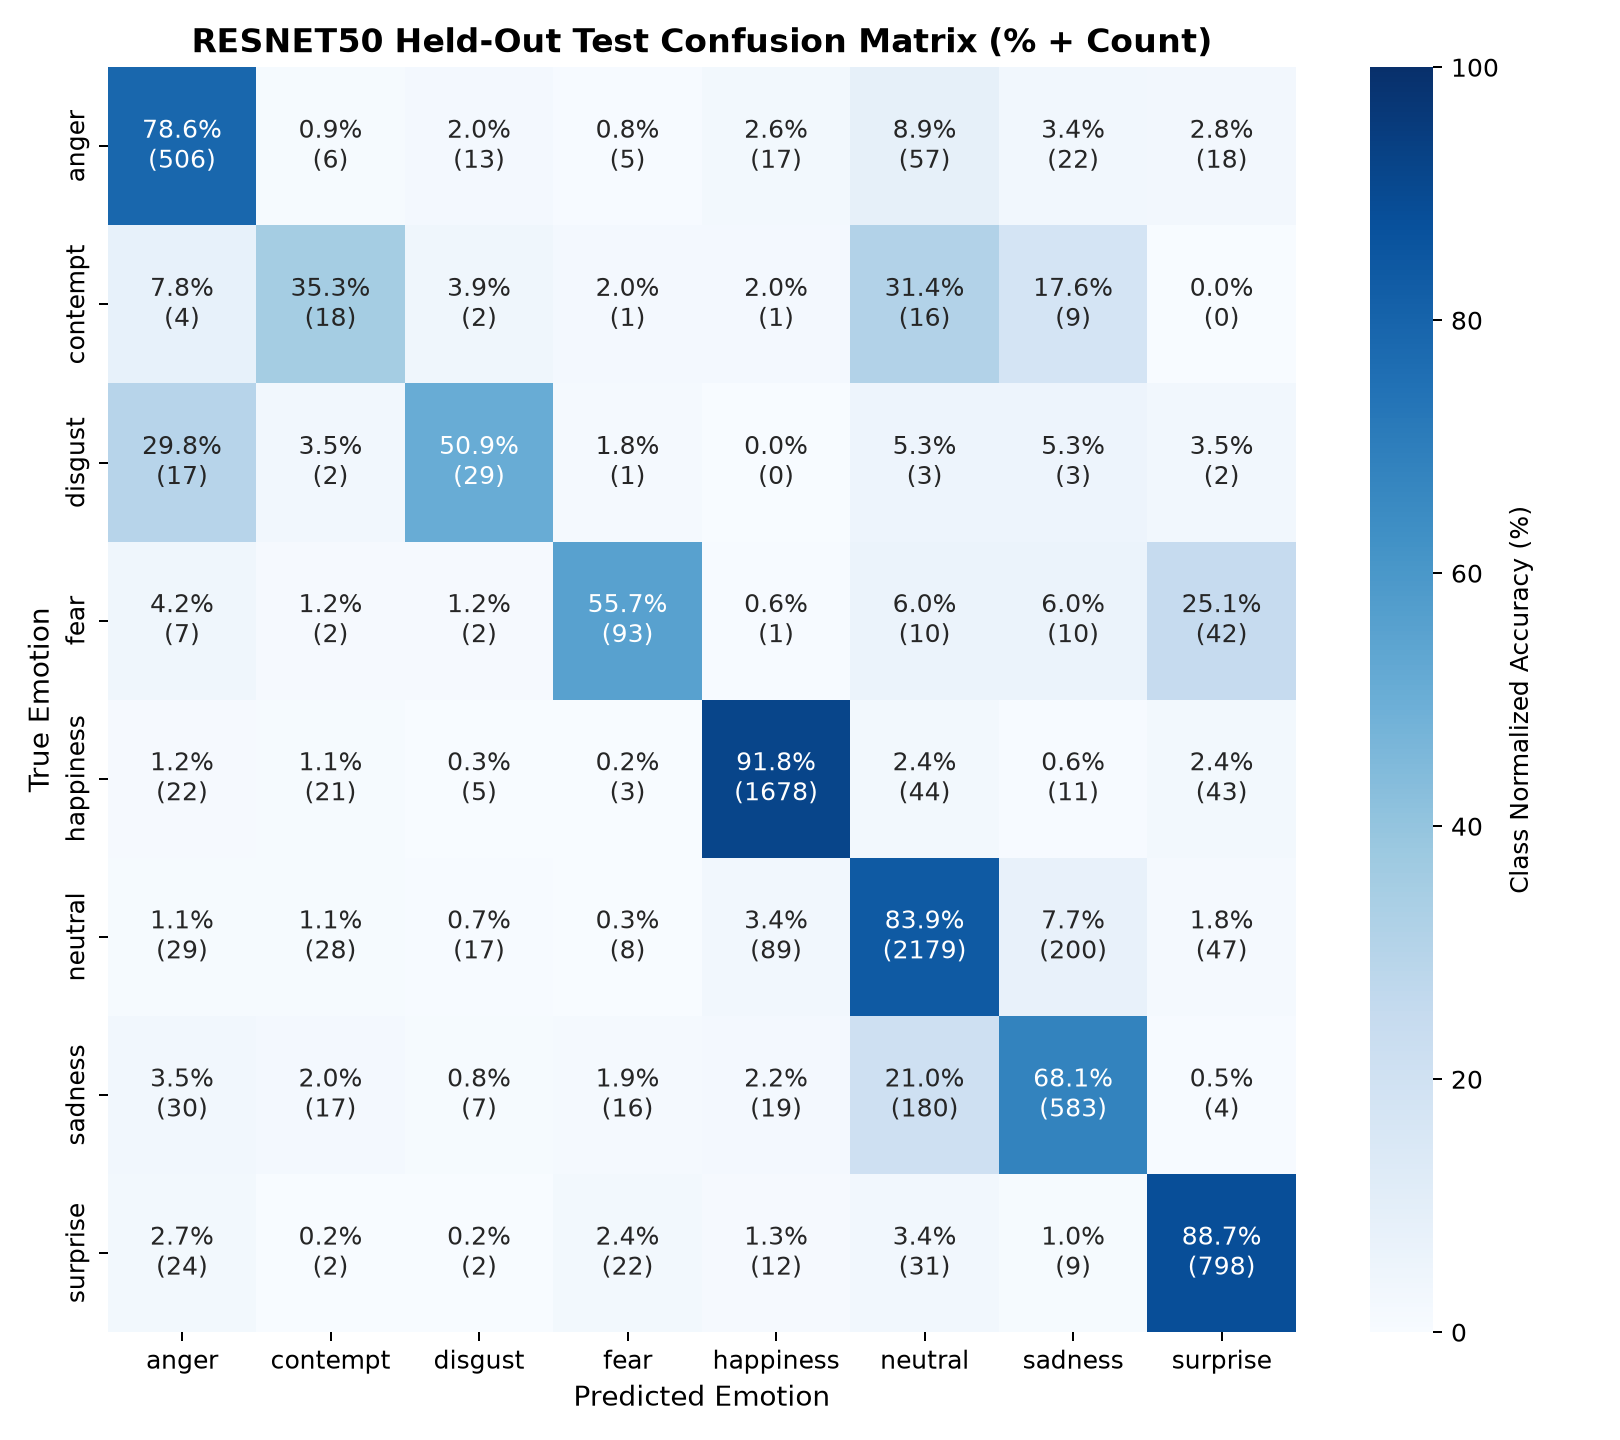 RESNET50 Held-Out Test Confusion Matrix (% + Count)
anger
78.6% 0.9% 2.0% 0.8% 2.6% 8.9% 3.4% 2.8%
(506) (6) (13) (5) (17) (57) (22) (18)
contempt
7.8% 35.3% 3.9% 2.0% 2.0% 31.4% 17.6% 0.0%
(4) (18) (2) (1) (1) (16) (9) (0)
disgust
29.8% 3.5% 50.9% 1.8% 0.0% 5.3% 5.3% 3.5%
(17) (2) (29) (1) (0) (3) (3) (2)
fear
4.2% 1.2% 1.2% 55.7% 0.6% 6.0% 6.0% 25.1%
(7) (2) (2) (93) (1) (10) (10) (42)
happiness
1.2% 1.1% 0.3% 0.2% 91.8% 2.4% 0.6% 2.4%
(22) (21) (5) (3) (1678) (44) (11) (43)
neutral
1.1% 1.1% 0.7% 0.3% 3.4% 83.9% 7.7% 1.8%
(29) (28) (17) (8) (89) (2179) (200) (47)
sadness
3.5% 2.0% 0.8% 1.9% 2.2% 21.0% 68.1% 0.5%
(30) (17) (7) (16) (19) (180) (583) (4)
surprise
2.7% 0.2% 0.2% 2.4% 1.3% 3.4% 1.0% 88.7%
(24) (2) (2) (22) (12) (31) (9) (798)
anger contempt disgust fear happiness neutral sadness surprise
Predicted Emotion
True Emotion
100
80
60
40
20
0
Class Normalized Accuracy (%)